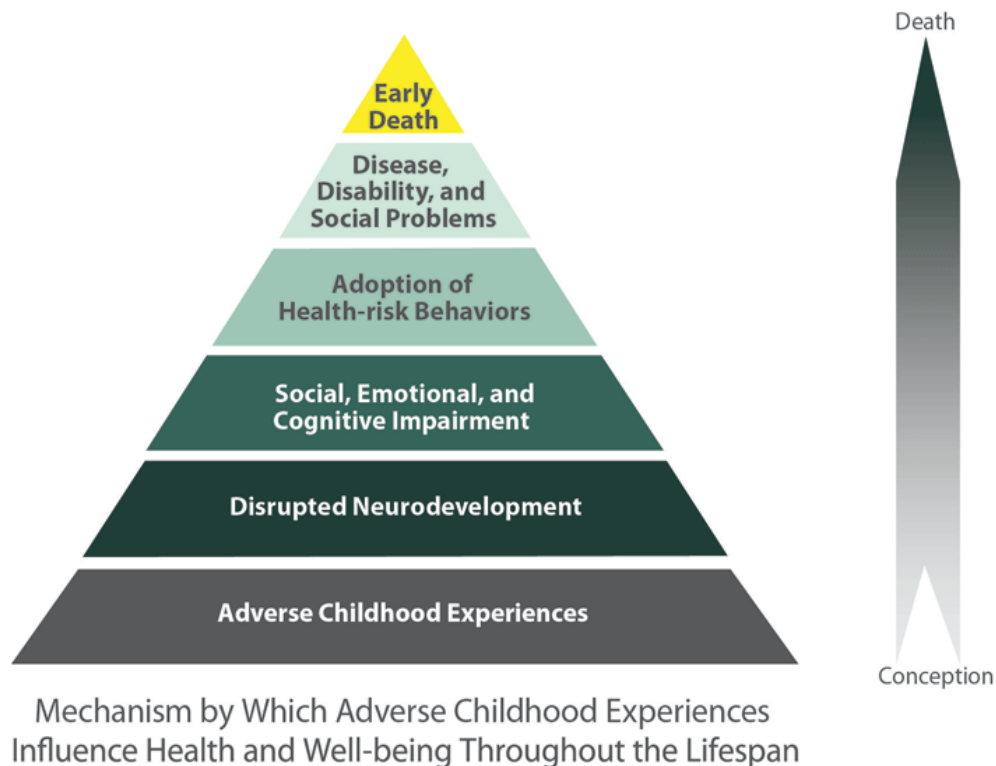 Death
Early
Death
Disease,
Disability, and
Social Problems
Adoption of
Health-risk Behaviors
Social, Emotional, and
Cognitive Impairment
Disrupted Neurodevelopment
Adverse Childhood Experiences
Conception
Mechanism by Which Adverse Childhood Experiences
Influence Health and Well-being Throughout the Lifespan